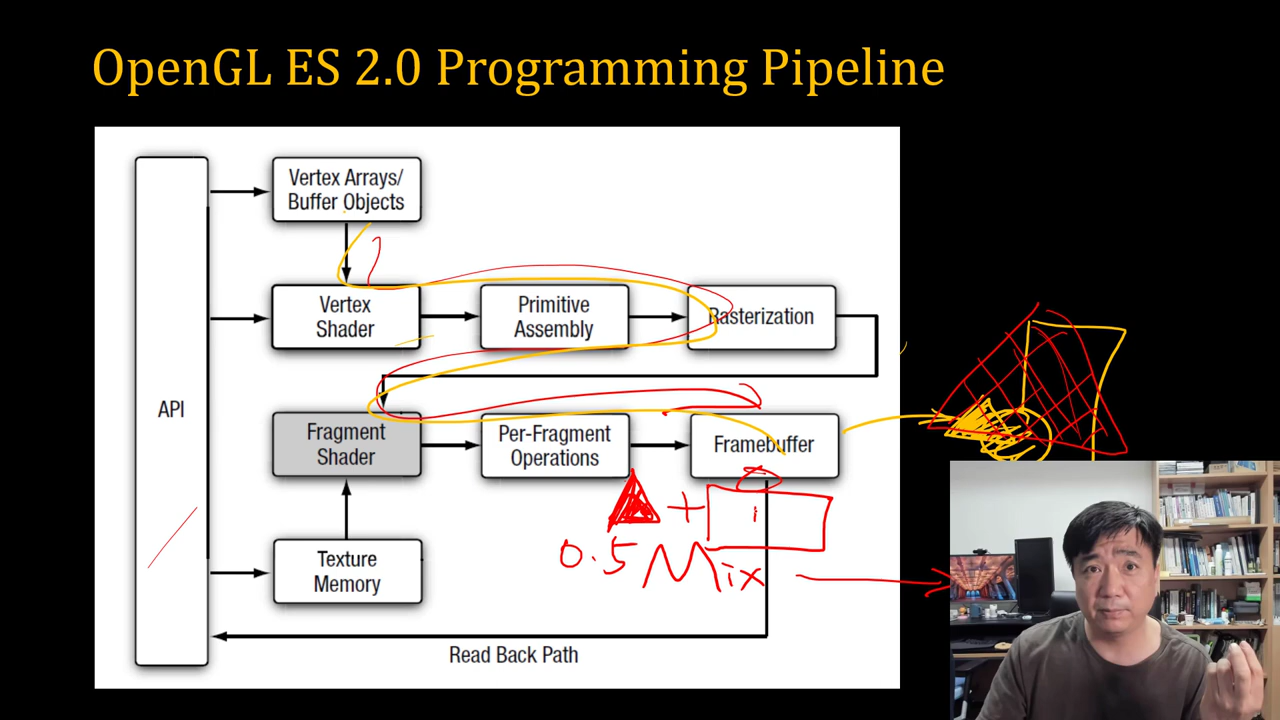 OpenGL ES 2.0 Programming Pipeline
API
Vertex Arrays/
Buffer Objects
Vertex
Shader
Primitive
Assembly
Rasterization
Fragment
Shader
Per-Fragment
Operations
Framebuffer
+
0.5 Mix
Texture
Memory
Read Back Path